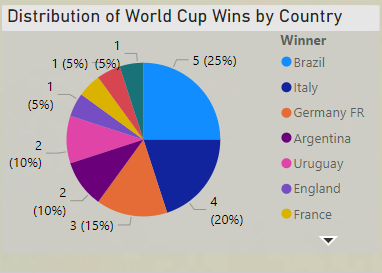 Distribution of World Cup Wins by Country
Winner
Brazil
Italy
Germany FR
Argentina
Uruguay
England
France
5 (25%)
4
(20%)
3 (15%)
2
(10%)
2
(10%)
1
(5%)
1 (5%)
1
(5%)